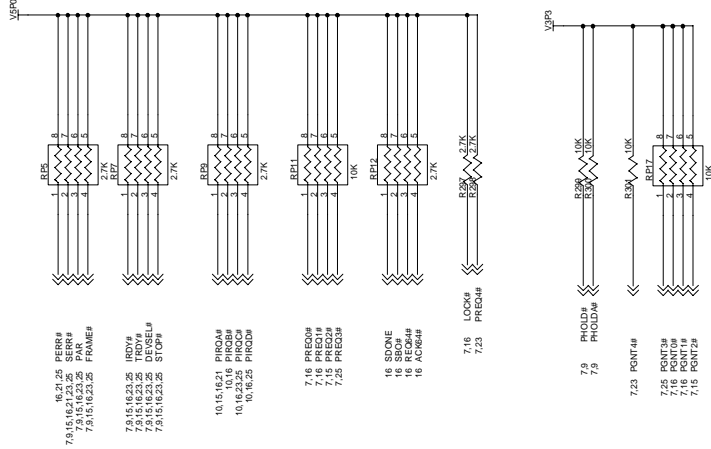 V5P0
V3P3
8
7
6
5
RP5
2.7K
1
2
3
4
8
7
6
5
RP7
2.7K
1
2
3
4
8
7
6
5
RP9
2.7K
1
2
3
4
8
7
6
5
RP11
10K
1
2
3
4
8
7
6
5
RP12
2.7K
1
2
3
4
2.7K
2.7K
R297
R298
10K
10K
R299
R300
10K
R301
8
7
6
5
RP17
10K
1
2
3
4
16,21,25 PERR#
7,9,15,16,21,23,25 SERR#
7,9,15,16,23,25 PAR
7,9,15,16,23,25 FRAME#
7,9,15,16,23,25 IRDY#
7,9,15,16,23,25 TRDY#
7,9,15,16,23,25 DEVSEL#
7,9,15,16,23,25 STOP#
10,15,16,21 PIRQA#
10,16 PIRQB#
10,16,23,25 PIRQC#
10,16,25 PIRQD#
7,16 PREQ0#
7,16 PREQ1#
7,15 PREQ2#
7,25 PREQ3#
16 SDONE
16 SBO#
16 REQ64#
16 ACK64#
7,16 LOCK#
7,23 PREQ4#
7,9 PHOLD#
7,9 PHOLDA#
7,23 PGNT4#
7,25 PGNT3#
7,16 PGNT0#
7,16 PGNT1#
7,15 PGNT2#